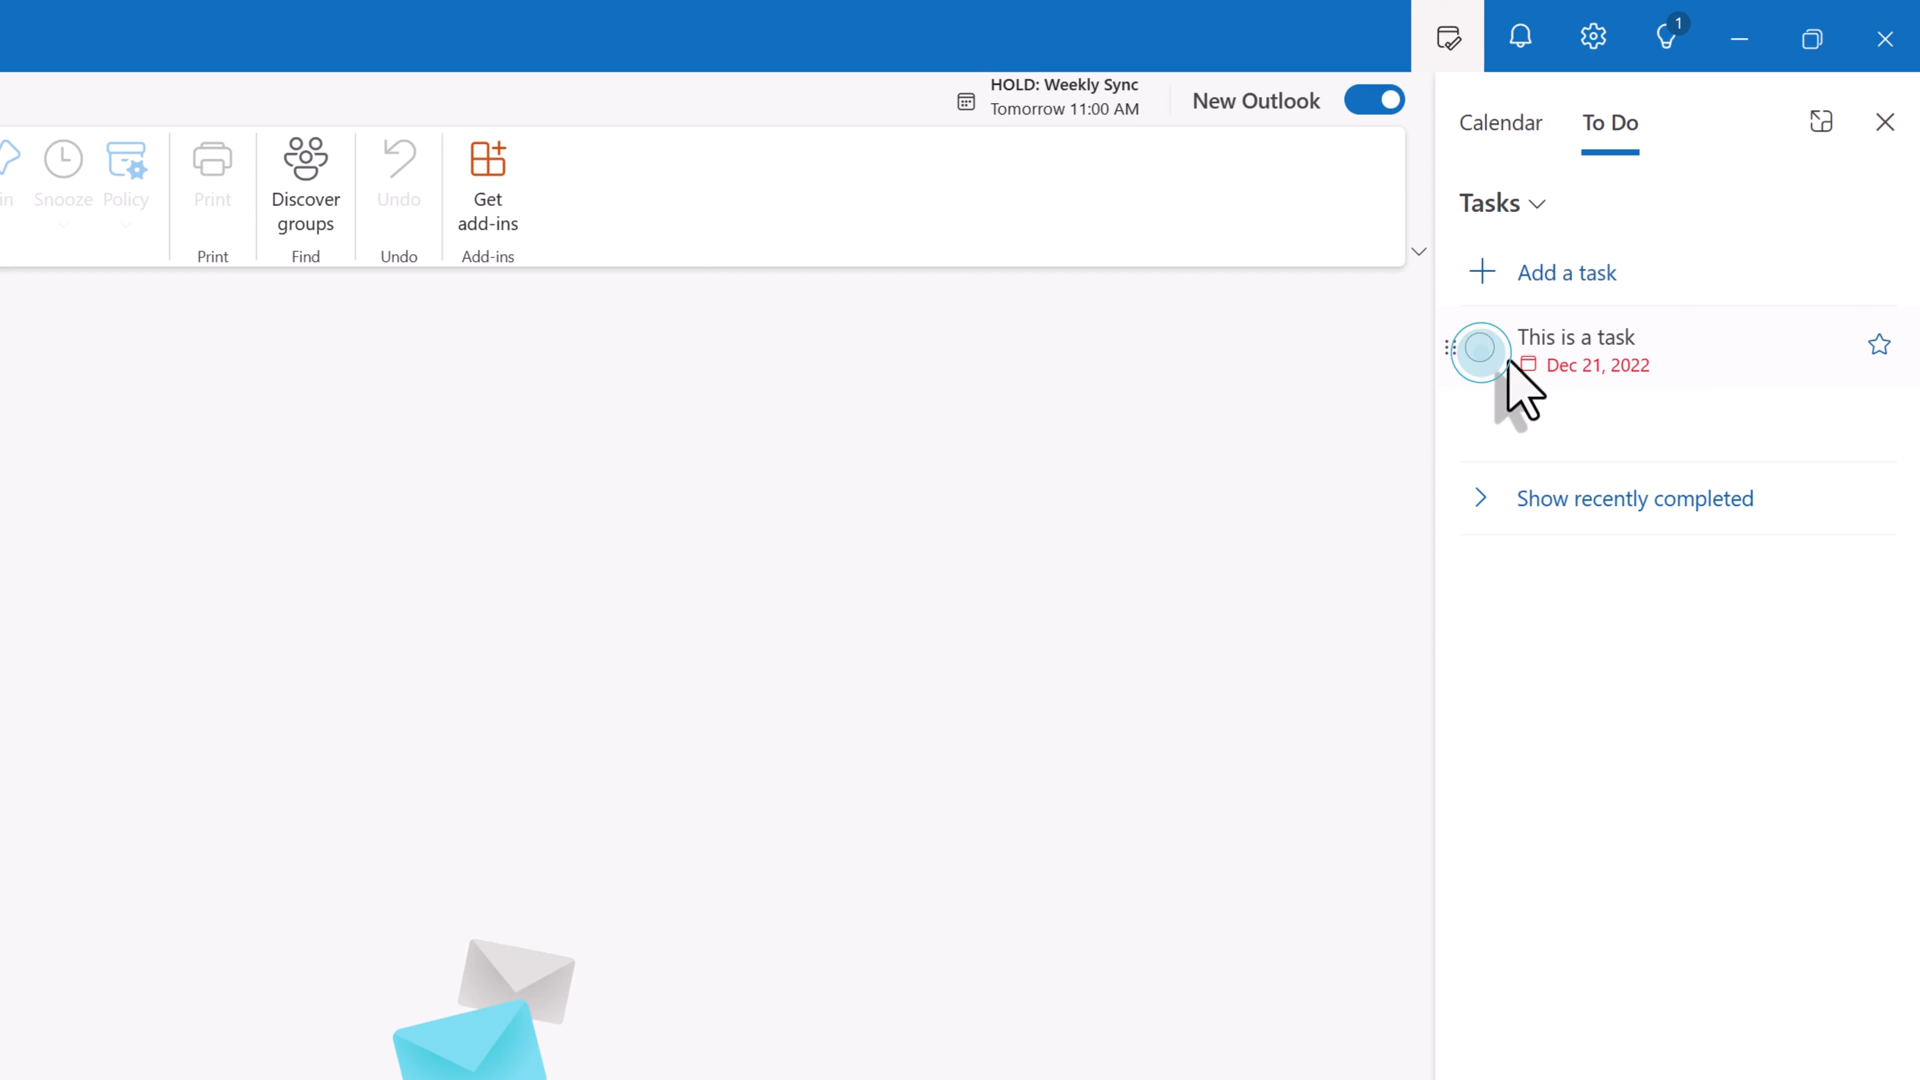 1
HOLD: Weekly Sync
Tomorrow 11:00 AM
New Outlook
Calendar
To Do
in
Snooze
Policy
Print
Discover
groups
Undo
Get
add-ins
Print
Find
Undo
Add-ins
Tasks
Add a task
This is a task
Dec 21, 2022
Show recently completed